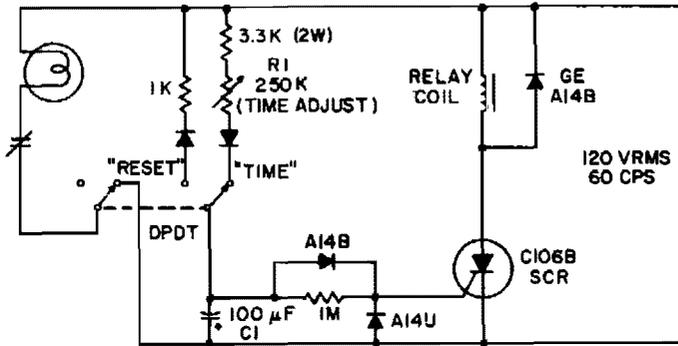 3.3K (2W)
R1
250K
(TIME ADJUST)
1K
RELAY
COIL
GE
A14B
120 VRMS
60 CPS
"RESET"
"TIME"
DPDT
A14B
C106B
SCR
100 µF
C1
1M
A14U
+